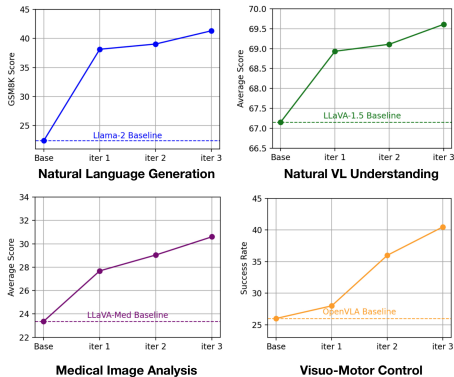 45
40
35
30
25
GSM8K Score
Llama-2 Baseline
Base iter 1 iter 2 iter 3
Natural Language Generation
70.0
69.5
69.0
68.5
68.0
67.5
67.0
66.5
Average Score
LLaVA-1.5 Baseline
Base iter 1 iter 2 iter 3
Natural VL Understanding
34
32
30
28
26
24
22
Average Score
LLaVA-Med Baseline
Base iter 1 iter 2 iter 3
Medical Image Analysis
45
40
35
30
25
Success Rate
OpenVLA Baseline
Base iter 1 iter 2 iter 3
Visuo-Motor Control